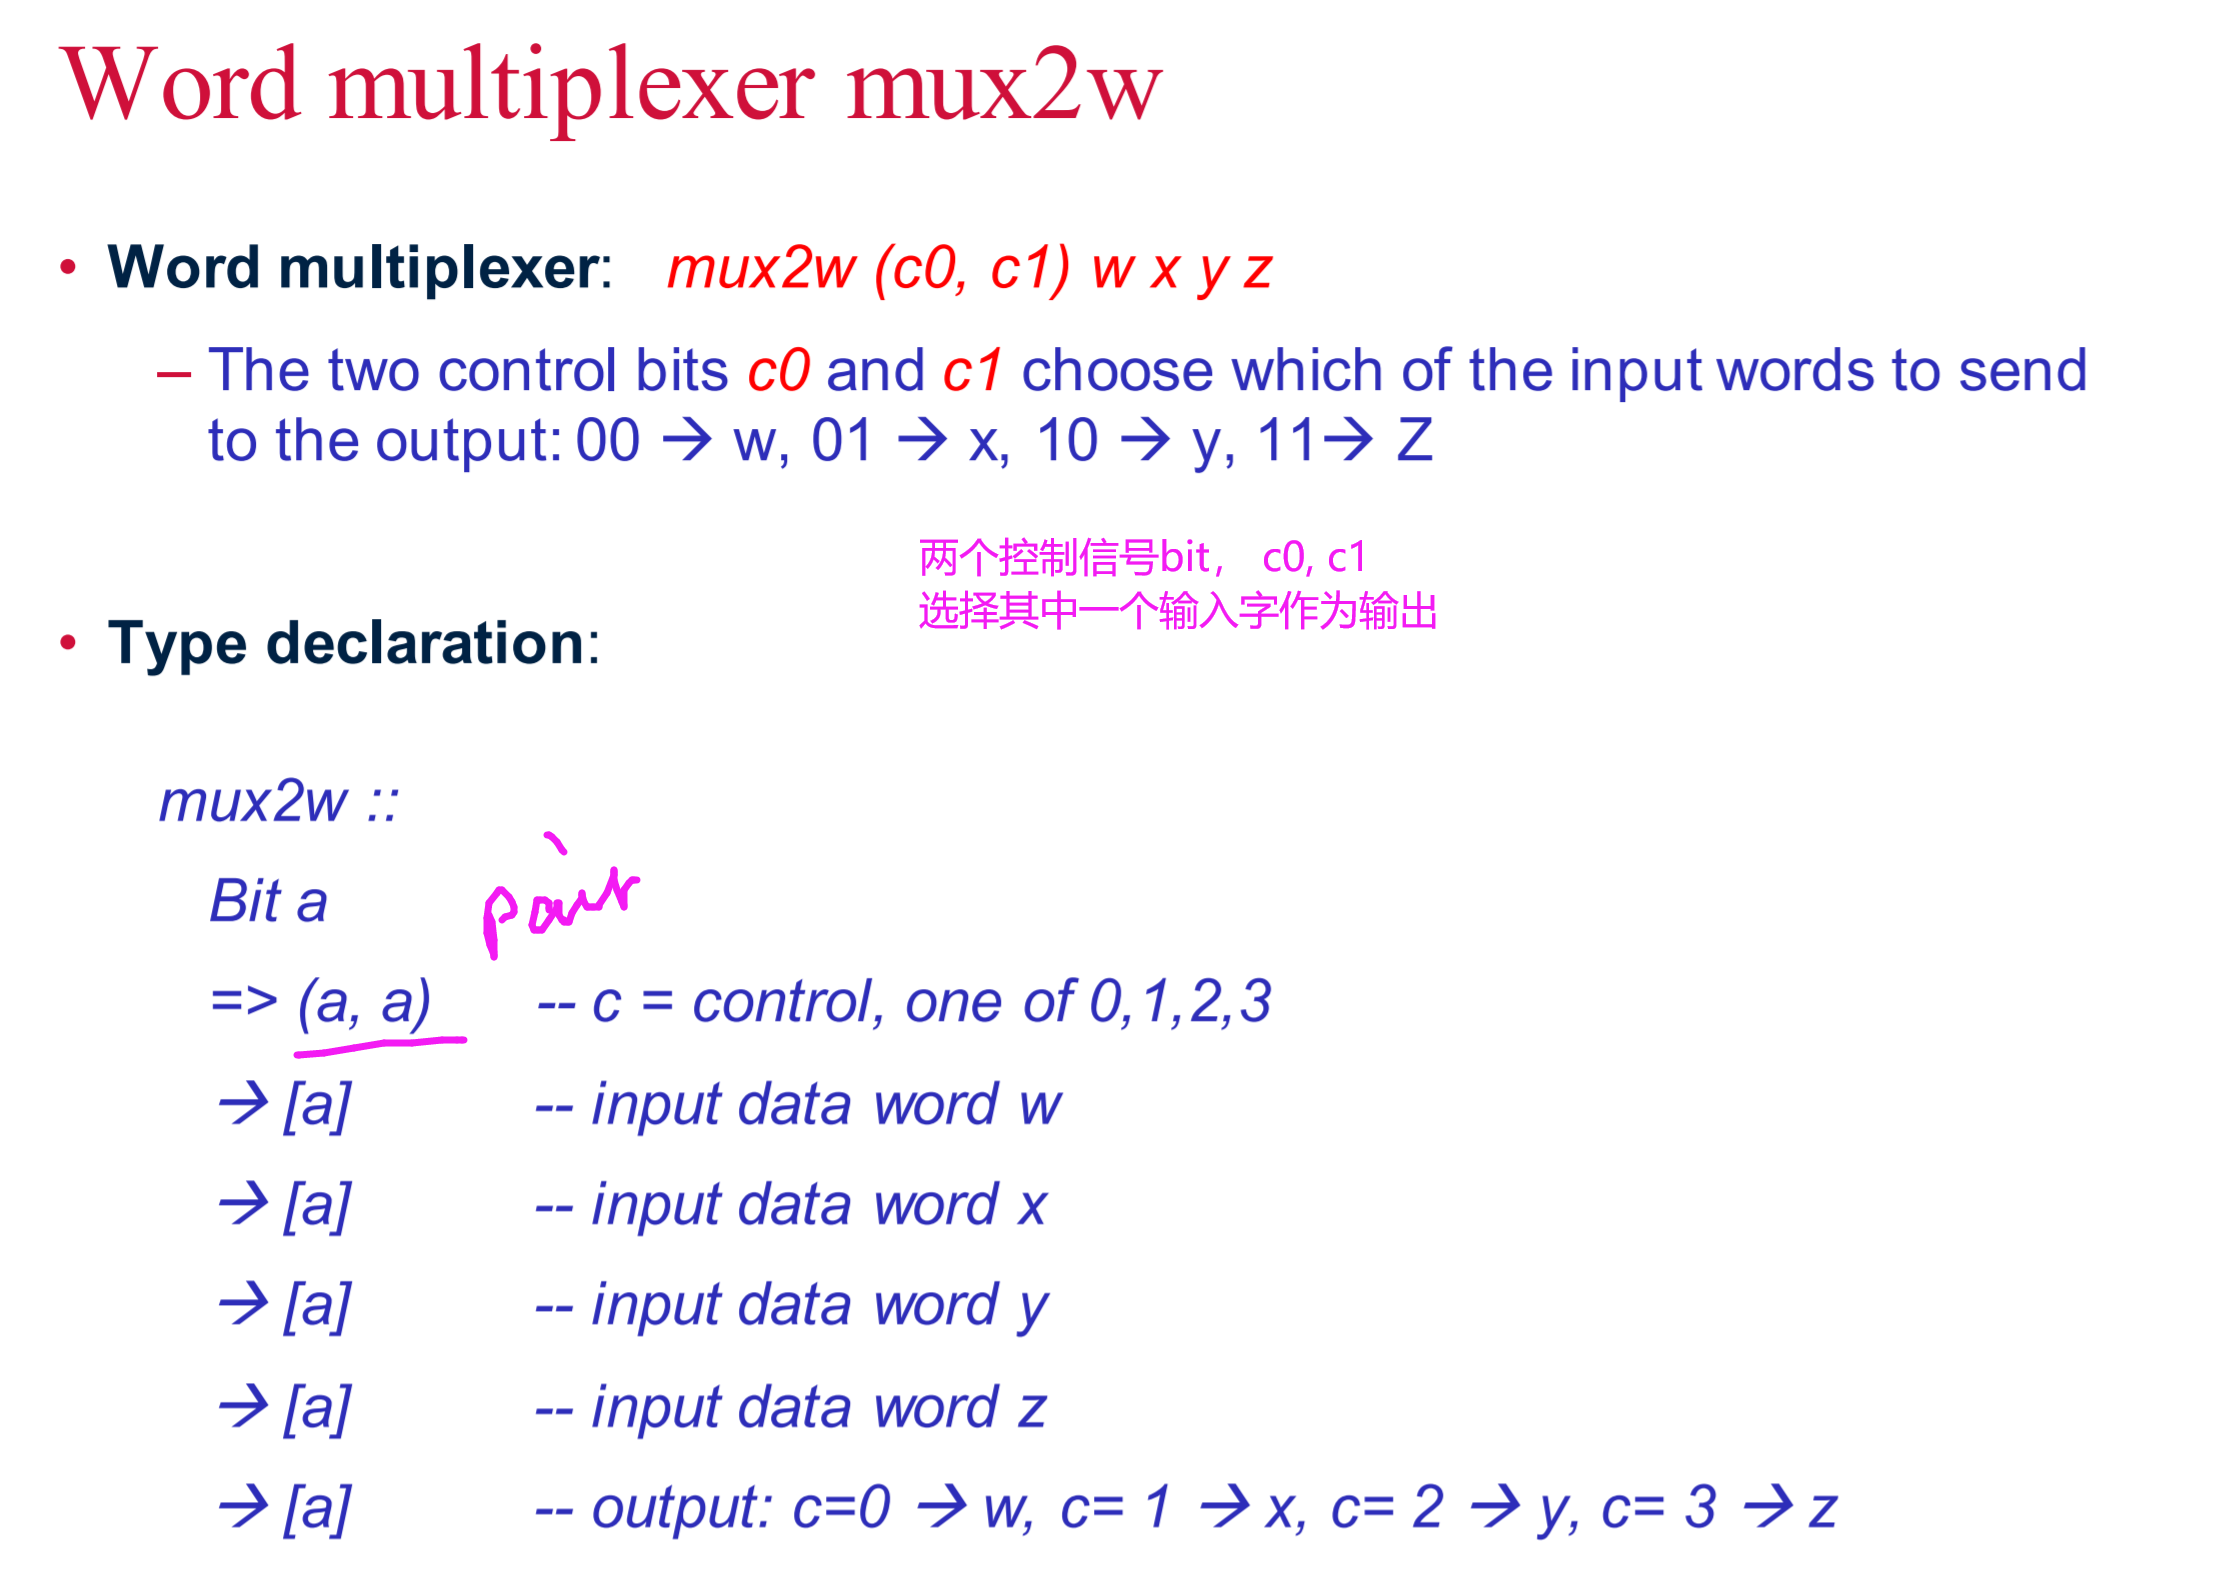 Word multiplexer mux2w
• Word multiplexer: mux2w (c0, c1) w x y z
– The two control bits c0 and c1 choose which of the input words to send
to the output: 00 → w, 01 → x, 10 → y, 11→ Z
两个控制信号bit， c0, c1
选择其中一个输入字作为输出
• Type declaration:
mux2w ::
Bit a
pair
=> (a, a) -- c = control, one of 0,1,2,3
→ [a] -- input data word w
→ [a] -- input data word x
→ [a] -- input data word y
→ [a] -- input data word z
→ [a] -- output: c=0 → w, c= 1 → x, c= 2 → y, c= 3 → z